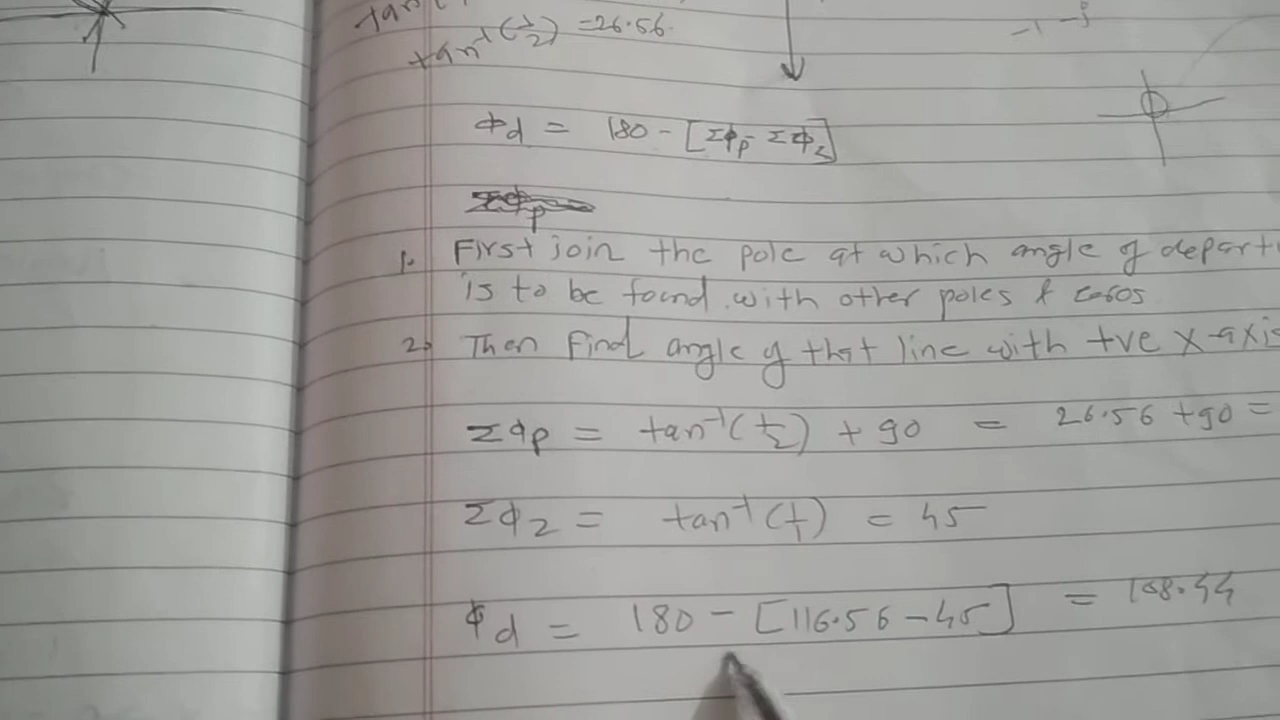 tan⁻¹(1/2) = 26.56
-1 -j
Φd = 180 - [ΣΦp - ΣΦz]
1. First join the pole at which angle of depart
is to be found with other poles &
2. Then find angle of that line with +ve x-axis
ΣΦp = tan⁻¹(1/2) + 90 = 26.56 + 90 =
ΣΦz = tan⁻¹(1/1) = 45
Φd = 180 - [116.56 - 45] = 108.44